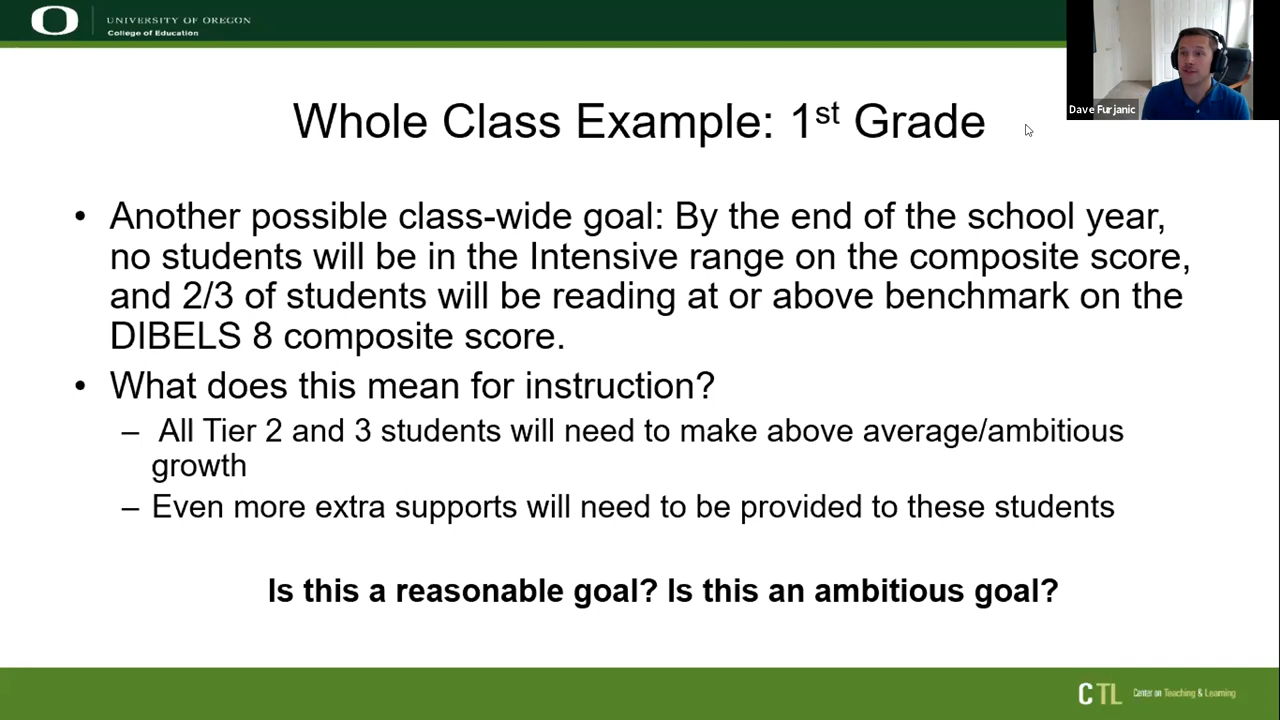 UNIVERSITY OF OREGON
College of Education
Dave Furjanic
Whole Class Example: 1st Grade
• Another possible class-wide goal: By the end of the school year,
no students will be in the Intensive range on the composite score,
and 2/3 of students will be reading at or above benchmark on the
DIBELS 8 composite score.
• What does this mean for instruction?
– All Tier 2 and 3 students will need to make above average/ambitious
growth
– Even more extra supports will need to be provided to these students
Is this a reasonable goal? Is this an ambitious goal?
CTL Center on Teaching & Learning